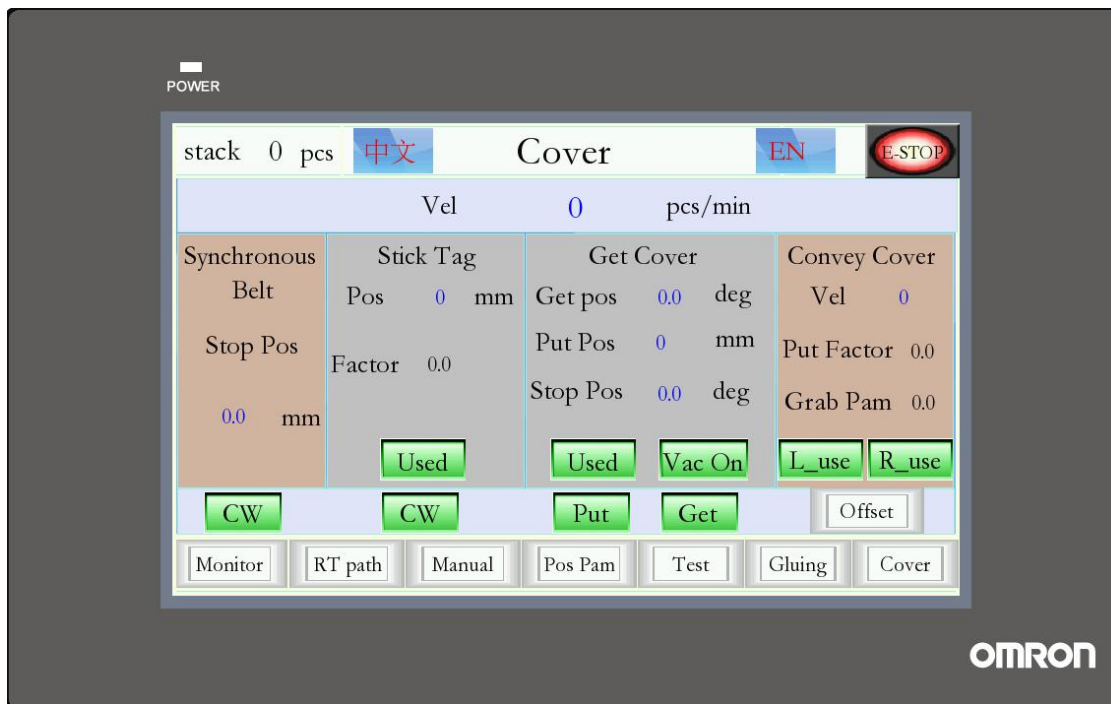 POWER
stack 0 pcs 中文 Cover EN E-STOP
Vel 0 pcs/min
Synchronous
Belt
Stop Pos
0.0 mm
Stick Tag
Pos 0 mm
Factor 0.0
Used
Get Cover
Get pos 0.0 deg
Put Pos 0 mm
Stop Pos 0.0 deg
Used Vac On
Convey Cover
Vel 0
Put Factor 0.0
Grab Pam 0.0
L_use R_use
CW CW Put Get Offset
Monitor RT path Manual Pos Pam Test Gluing Cover
OMRON